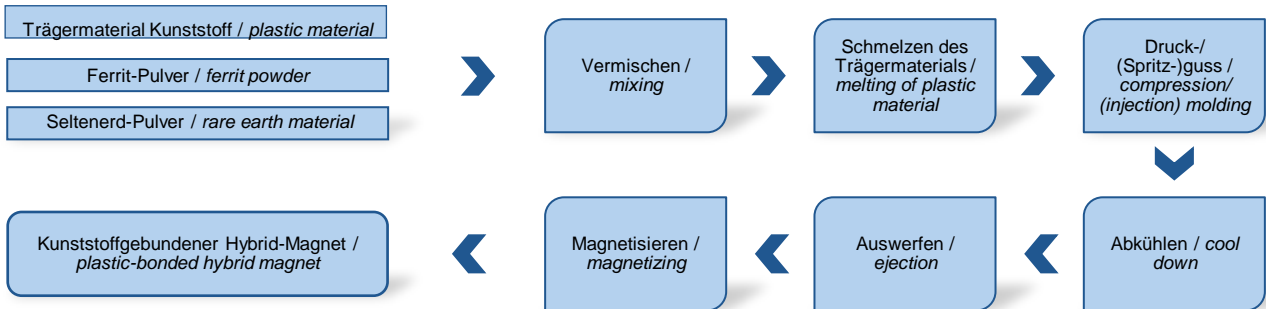 Trägermaterial Kunststoff / plastic material
Ferrit-Pulver / ferrit powder
Seltenerd-Pulver / rare earth material
Vermischen /
mixing
Schmelzen des
Trägermaterials /
melting of plastic
material
Druck-/
(Spritz-)guss /
compression/
(injection) molding
Abkühlen / cool
down
Auswerfen /
ejection
Magnetisieren /
magnetizing
Kunststoffgebundener Hybrid-Magnet /
plastic-bonded hybrid magnet